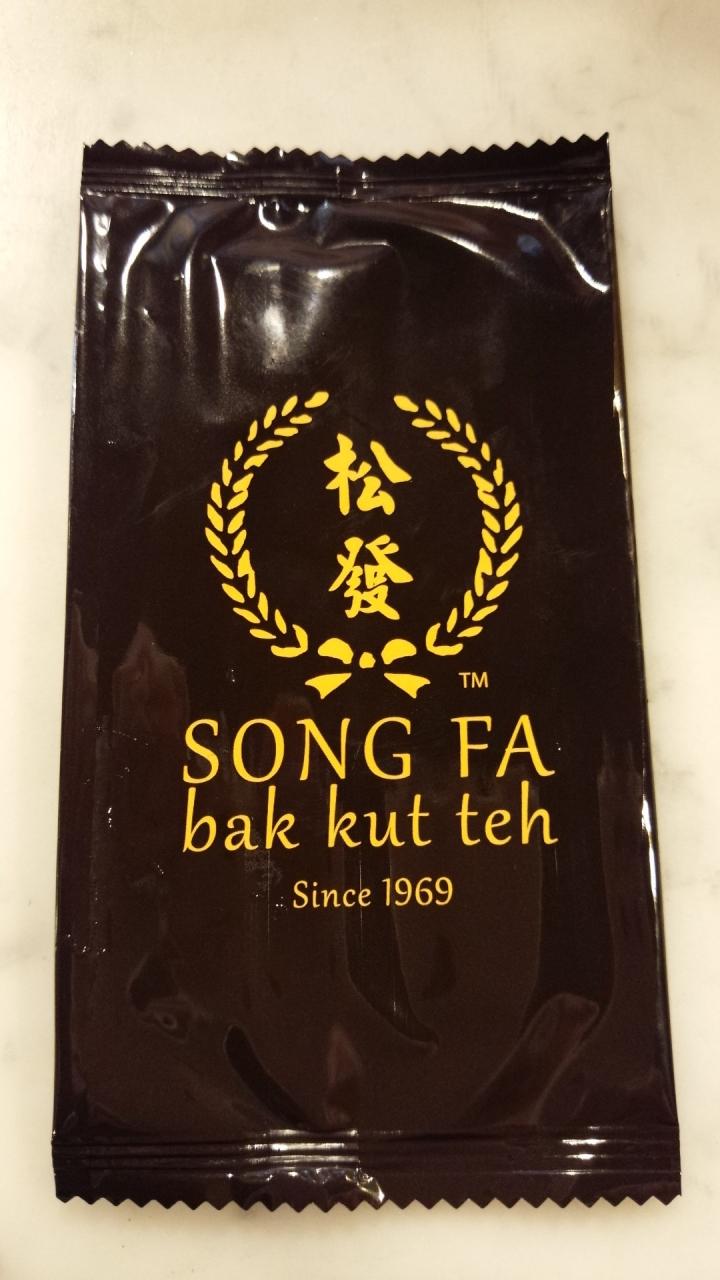 松
發
TM
SONG FA
bak kut teh
Since 1969